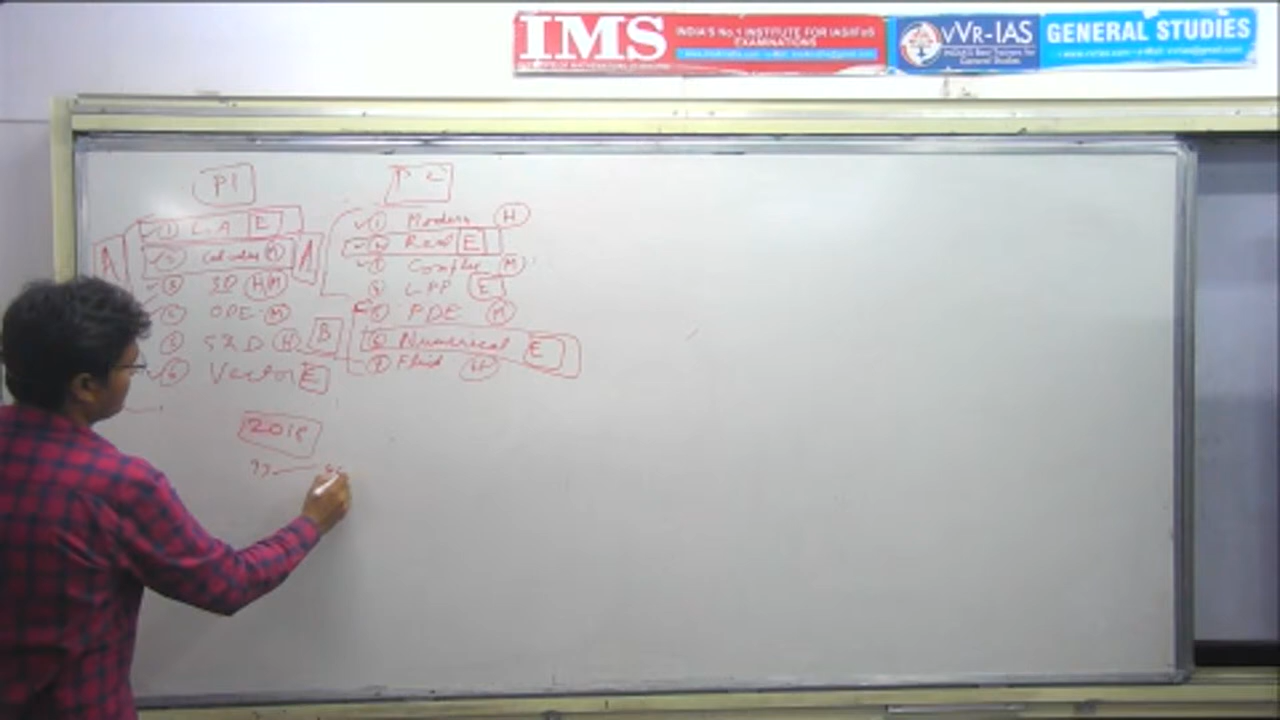 IMS
INDIA'S No.1 INSTITUTE FOR IAS/IFoS
EXAMINATIONS
vVR-IAS
GENERAL STUDIES
P1
A
① L.A E
② Calculus M
A
③ 3D H/M
④ ODE M
⑤ S&D H
B
⑥ Vector E
P2
① Modern H
② Real E
③ Complex M
LPP E
⑤ PDE M
⑥ Numerical E
⑦ Fluid H
2018